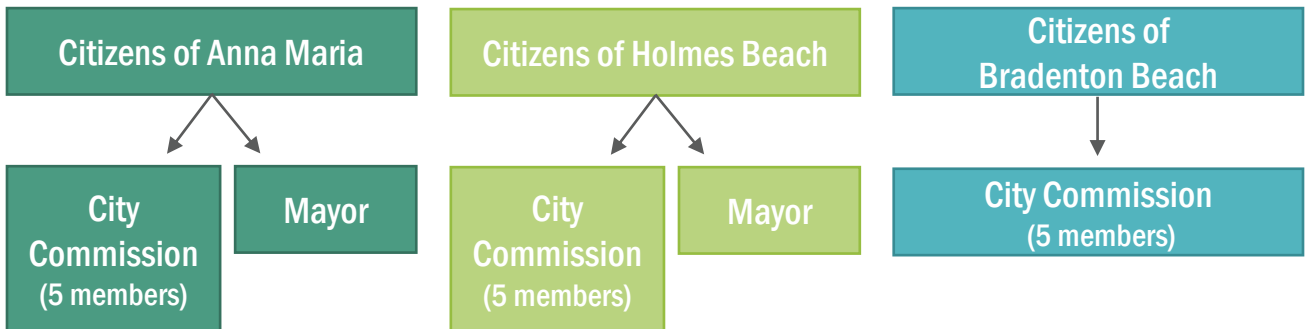 Citizens of Anna Maria
City
Commission
(5 members)
Mayor
Citizens of Holmes Beach
City
Commission
(5 members)
Mayor
Citizens of
Bradenton Beach
City Commission
(5 members)